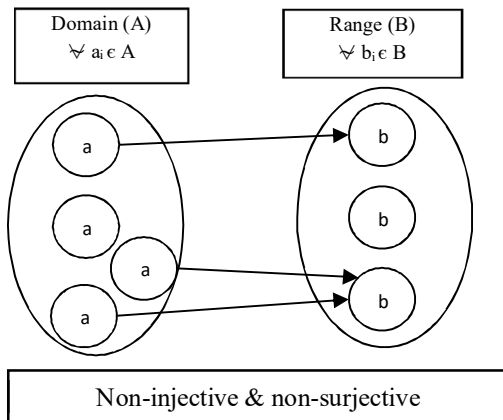 Domain (A)
∀ aᵢ ϵ A
Range (B)
∀ bᵢ ϵ B
a
b
a
b
a
b
a
Non-injective & non-surjective